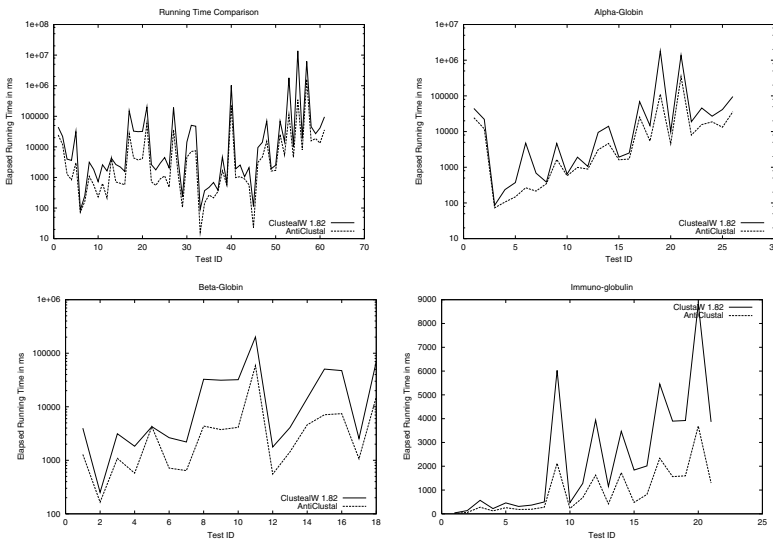 Running Time Comparison
1e+08
1e+07
1e+06
100000
10000
1000
100
10
0 10 20 30 40 50 60 70
Elapsed Running Time in ms
Test ID
ClustealW 1.82
AntiClustal
Alpha-Globin
1e+07
1e+06
100000
10000
1000
100
10
0 5 10 15 20 25 30
Elapsed Running Time in ms
Test ID
ClustealW 1.82
AntiClustal
Beta-Globin
1e+06
100000
10000
1000
100
0 2 4 6 8 10 12 14 16 18
Elapsed Running Time in ms
Test ID
ClustealW 1.82
AntiClustal
Immuno-globulin
9000
8000
7000
6000
5000
4000
3000
2000
1000
0
0 5 10 15 20 25
Elapsed Running Time in ms
Test ID
ClustaW 1.82
AntiClustal